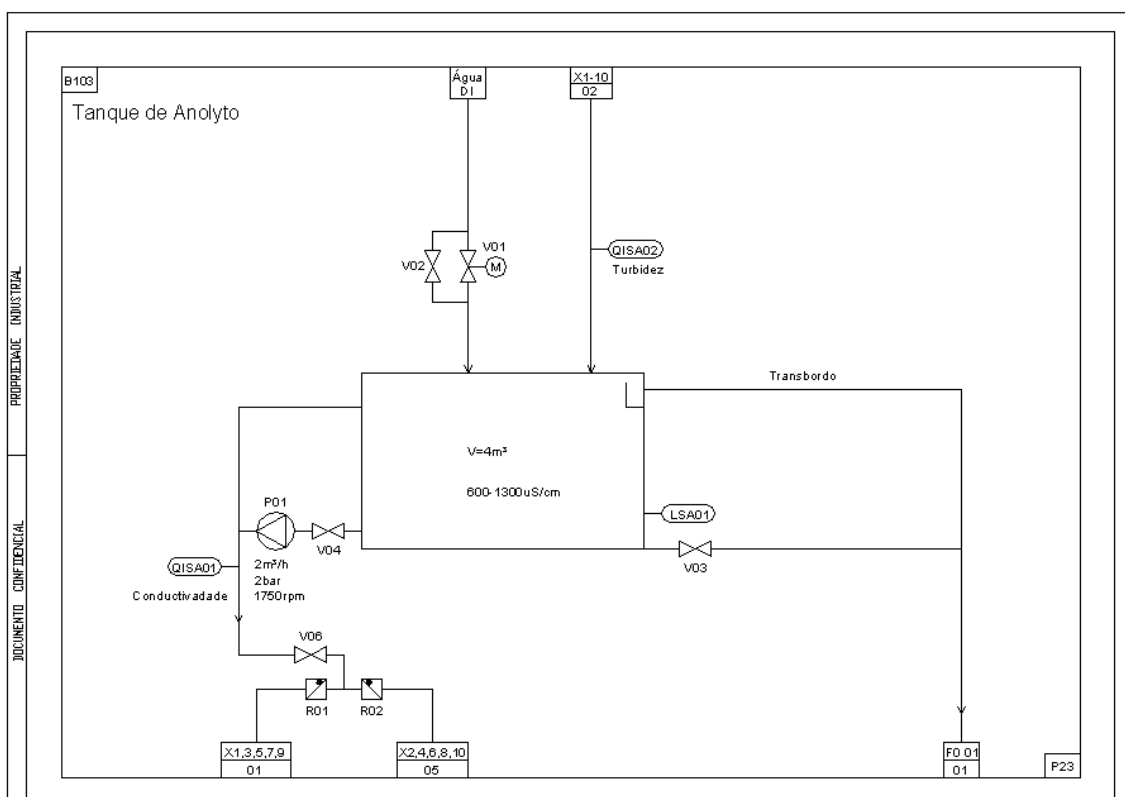 B103
Água
DI
X1-10
02
Tanque de Anolyto
V02
V01
M
QISA02
Turbidez
Transbordo
V=4m³
600-1300uS/cm
P01
LSA01
V04
V03
QISA01
2m³/h
2bar
1750rpm
Conductivadade
V06
R01
R02
X1,3,5,7,9
01
X2,4,6,8,10
05
F0 01
01
P23
PROPRIEDADE INDUSTRIAL
DOCUMENTO CONFIDENCIAL